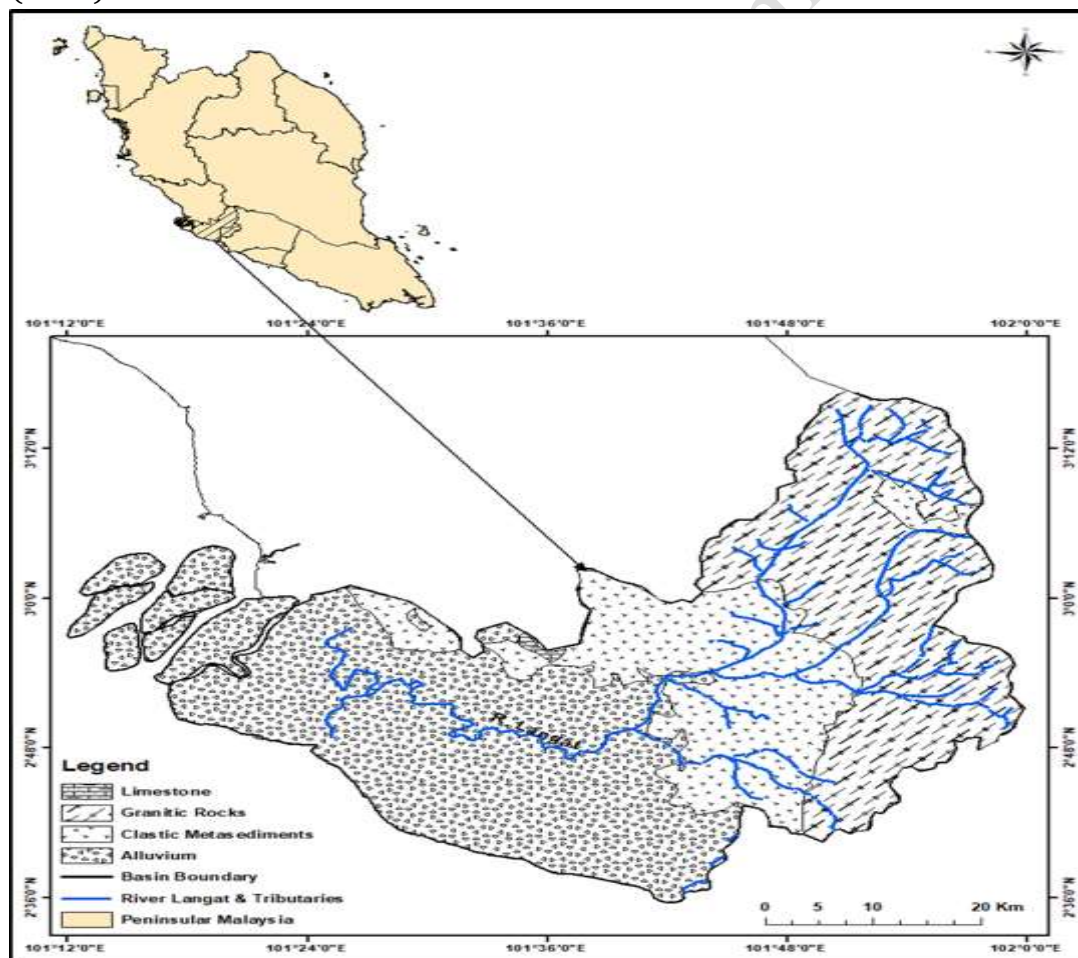 101°12'0"E 101°24'0"E 101°36'0"E 101°48'0"E 102°0'0"E
3°12'0"N 3°12'0"N
3°0'0"N 3°0'0"N
R. Langat
2°48'0"N 2°48'0"N
Legend
Limestone
Granitic Rocks
Clastic Metasediments
Alluvium
Basin Boundary
River Langat & Tributaries
Peninsular Malaysia
2°36'0"N 2°36'0"N
0 5 10 20 Km
101°12'0"E 101°24'0"E 101°36'0"E 101°48'0"E 102°0'0"E